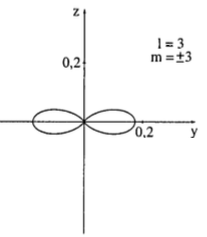 z
l = 3
m = ±3
0,2
0,2
y